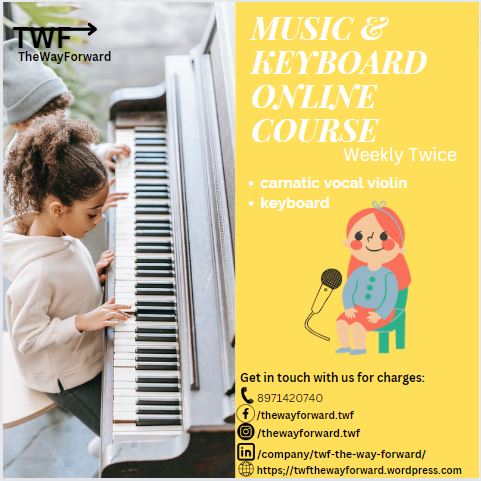 TWF
TheWayForward
MUSIC &
KEYBOARD
ONLINE
COURSE
Weekly Twice
• carnatic vocal violin
• keyboard
Get in touch with us for charges:
8971420740
/thewayforward.twf
/thewayforward.twf
/company/twf-the-way-forward/
https://twfthewayforward.wordpress.com